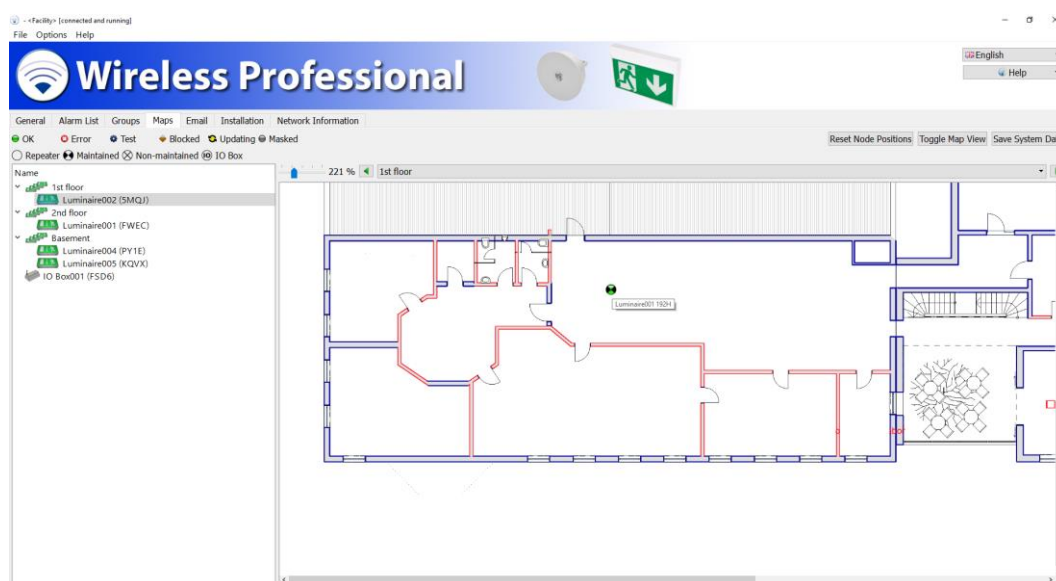 - <Facility> [connected and running]
File Options Help
Wireless Professional
English
Help
General Alarm List Groups Maps Email Installation Network Information
OK Error Test Blocked Updating Masked
Reset Node Positions Toggle Map View Save System Da
Repeater Maintained Non-maintained IO Box
Name
221 % 1st floor
1st floor
Luminaire002 (5MQJ)
2nd floor
Luminaire001 (FWEC)
Basement
Luminaire004 (PY1E)
Luminaire005 (KQVX)
IO Box001 (FSD6)
Luminaire001 192H